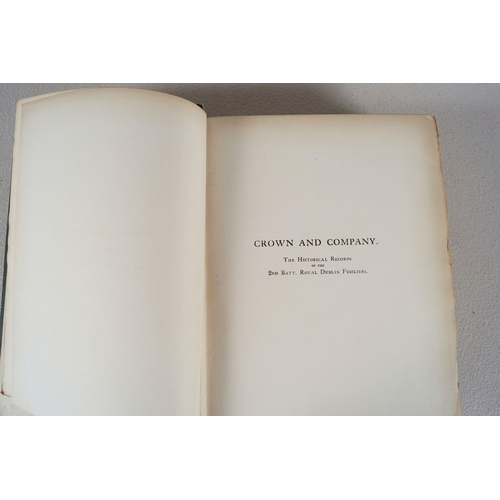 CROWN AND COMPANY.
THE HISTORICAL RECORDS
OF THE
2ND BATT. ROYAL DUBLIN FUSILIERS.